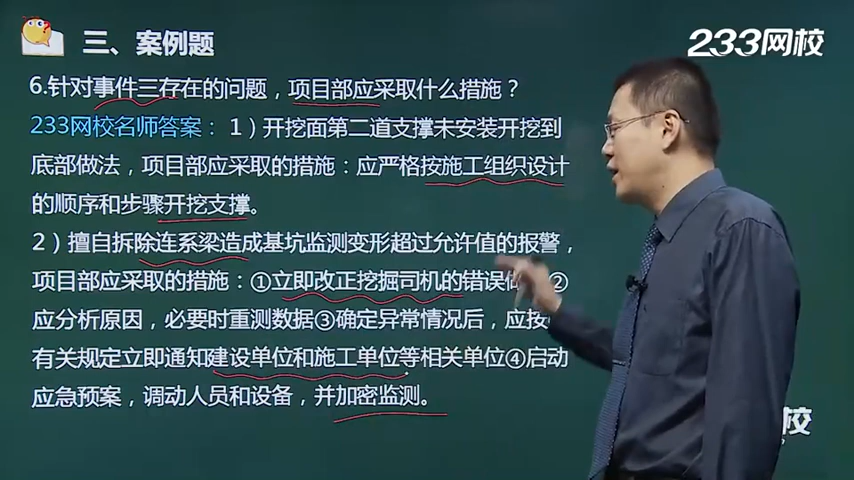 三、案例题
233网校
6.针对事件三存在的问题，项目部应采取什么措施？
233网校名师答案：1）开挖面第二道支撑未安装开挖到
底部做法，项目部应采取的措施：应严格按施工组织设计
的顺序和步骤开挖支撑。
2）擅自拆除连系梁造成基坑监测变形超过允许值的报警，
项目部应采取的措施：①立即改正挖掘司机的错误②
应分析原因，必要时重测数据③确定异常情况后，应按
有关规定立即通知建设单位和施工单位等相关单位④启动
应急预案，调动人员和设备，并加密监测。
校